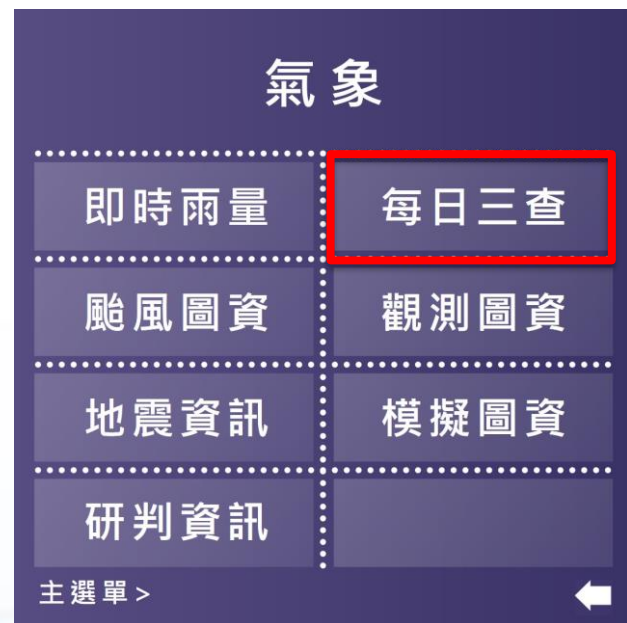 氣象
即時雨量 每日三查
颱風圖資 觀測圖資
地震資訊 模擬圖資
研判資訊
主選單>